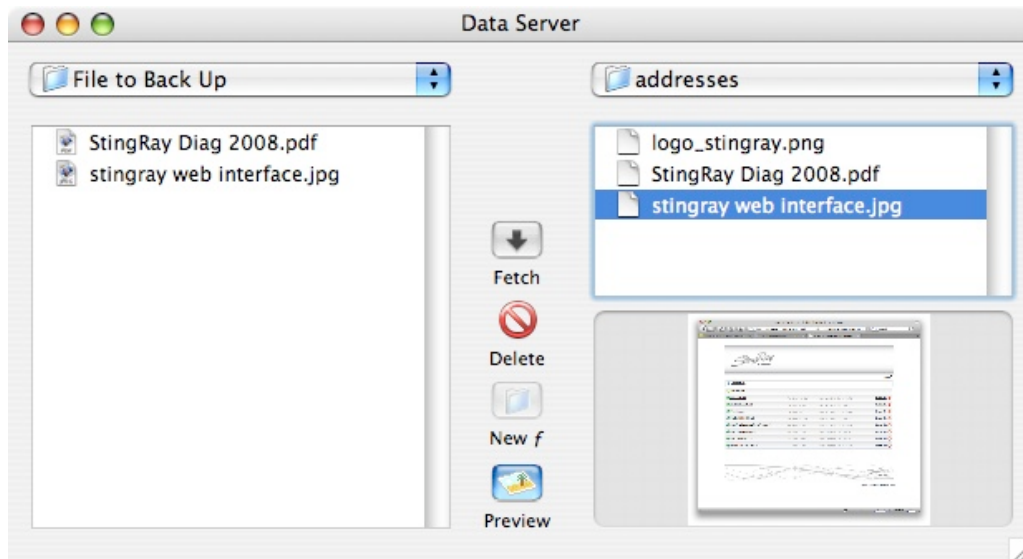 Data Server
File to Back Up
StingRay Diag 2008.pdf
stingray web interface.jpg
Fetch
Delete
New f
Preview
addresses
logo_stingray.png
StingRay Diag 2008.pdf
stingray web interface.jpg
StingRay